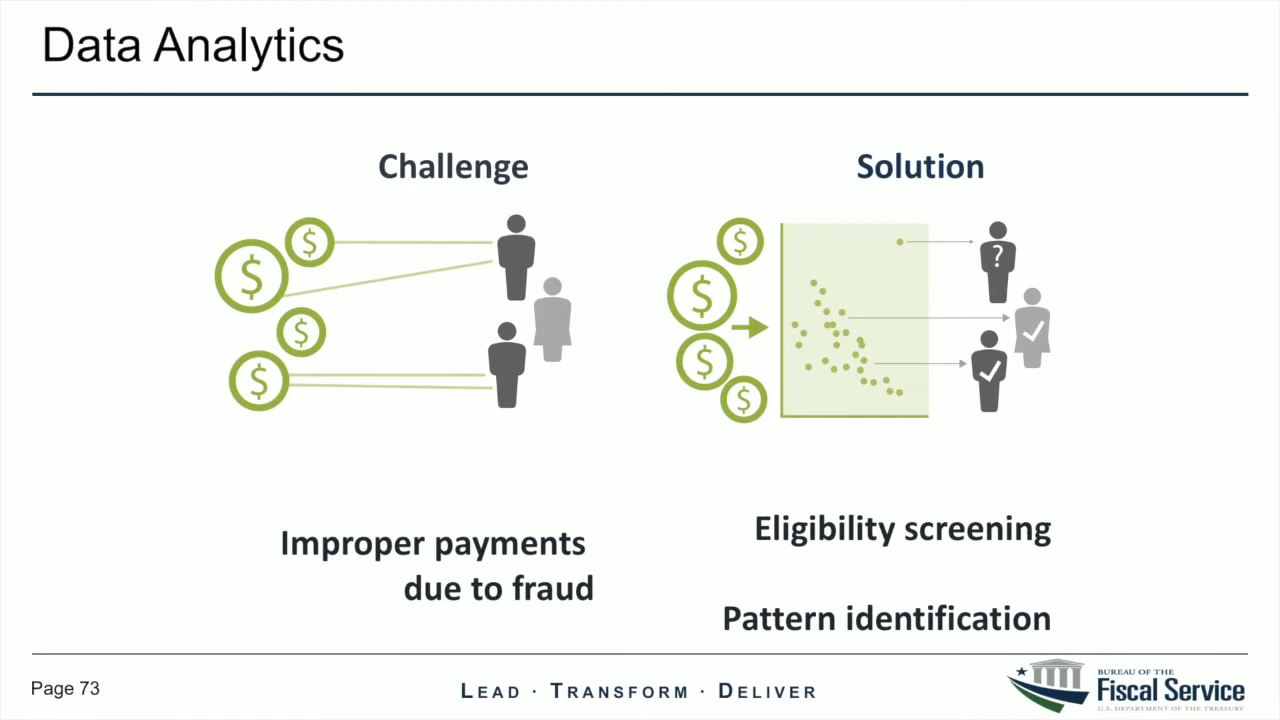 Data Analytics
Challenge
Solution
$
$
$
$
$
$
$
$
?
Improper payments
due to fraud
Eligibility screening
Pattern identification
Page 73
LEAD · TRANSFORM · DELIVER
BUREAU OF THE
Fiscal Service
U.S. DEPARTMENT OF THE TREASURY